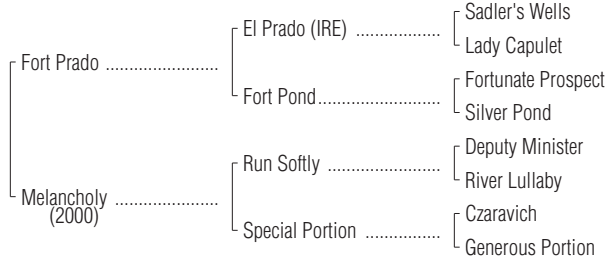 Sadler's Wells
El Prado (IRE) ..................
Lady Capulet
Fort Prado ........................
Fortunate Prospect
Fort Pond..........................
Silver Pond
Deputy Minister
Run Softly ........................
River Lullaby
Melancholy ......................
(2000)
Czaravich
Special Portion ................
Generous Portion